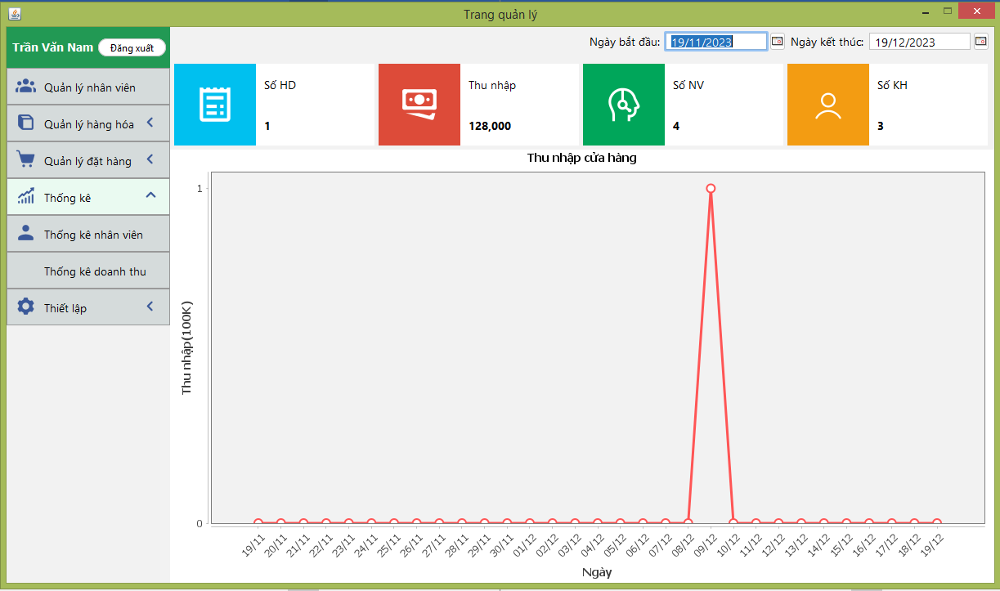 Trang quản lý
Trần Văn Nam
Đăng xuất
Ngày bắt đầu: 19/11/2023
Ngày kết thúc: 19/12/2023
Quản lý nhân viên
Quản lý hàng hóa
Quản lý đặt hàng
Thống kê
Thống kê nhân viên
Thống kê doanh thu
Thiết lập
Số HD
1
Thu nhập
128,000
Số NV
4
Số KH
3
Thu nhập cửa hàng
Thu nhập(100K)
1
0
19/11
20/11
21/11
22/11
23/11
24/11
25/11
26/11
27/11
28/11
29/11
30/11
01/12
02/12
03/12
04/12
05/12
06/12
07/12
08/12
09/12
10/12
11/12
12/12
13/12
14/12
15/12
16/12
17/12
18/12
19/12
Ngày